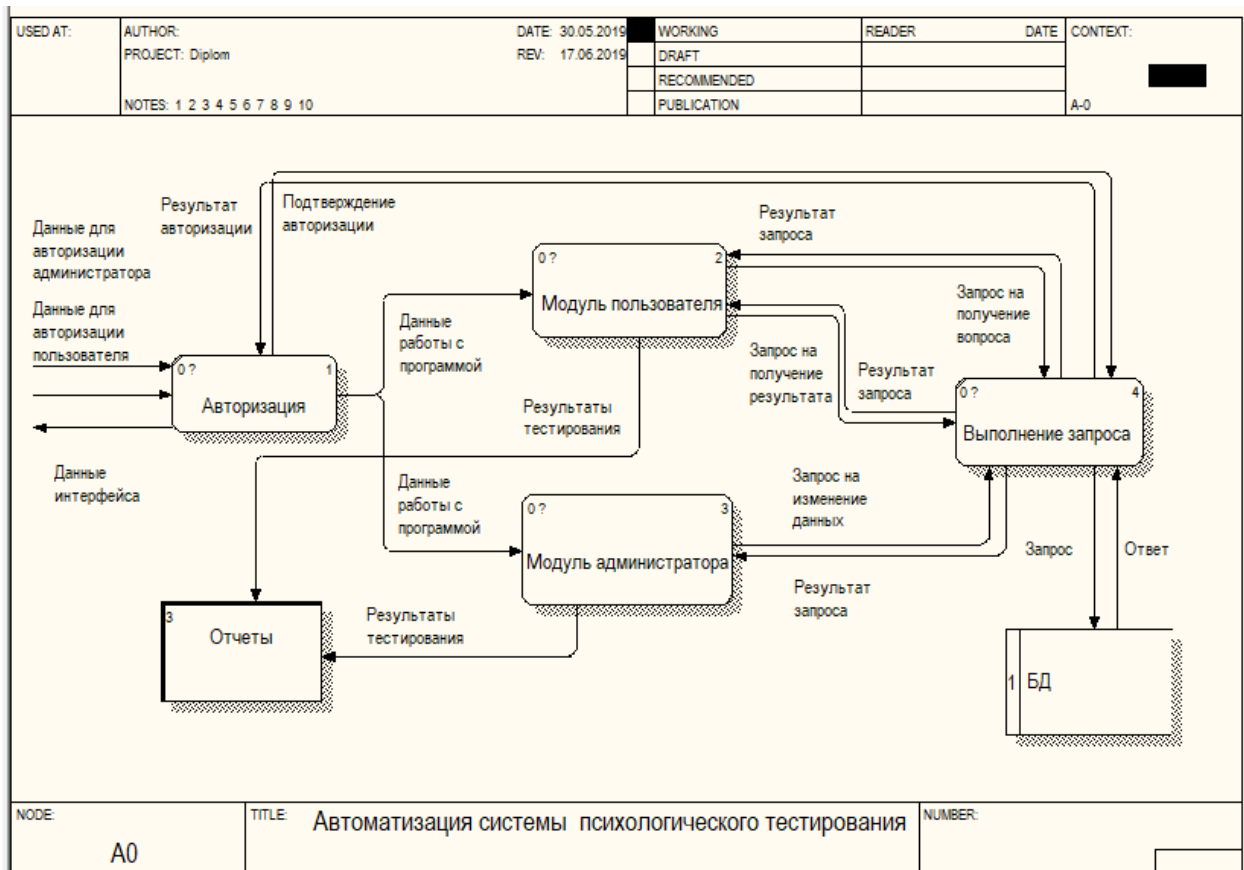 USED AT:
AUTHOR:
DATE: 30.05.2019
WORKING
READER
DATE
CONTEXT:
PROJECT: Diplom
REV: 17.06.2019
DRAFT
RECOMMENDED
NOTES: 1 2 3 4 5 6 7 8 9 10
PUBLICATION
A-0
Данные для
авторизации
администратора
Результат
авторизации
Подтверждение
авторизации
Результат
запроса
0 ?
2
Модуль пользователя
Запрос на
получение
вопроса
Данные для
авторизации
пользователя
Данные
работы с
программой
0 ?
1
Авторизация
Запрос на
получение
результата
Результат
запроса
0 ?
4
Выполнение запроса
Результаты
тестирования
Данные
интерфейса
Данные
работы с
программой
0 ?
3
Модуль администратора
Запрос на
изменение
данных
Результат
запроса
Запрос
Ответ
3
Отчеты
Результаты
тестирования
1
БД
NODE:
A0
TITLE:
Автоматизация системы психологического тестирования
NUMBER: